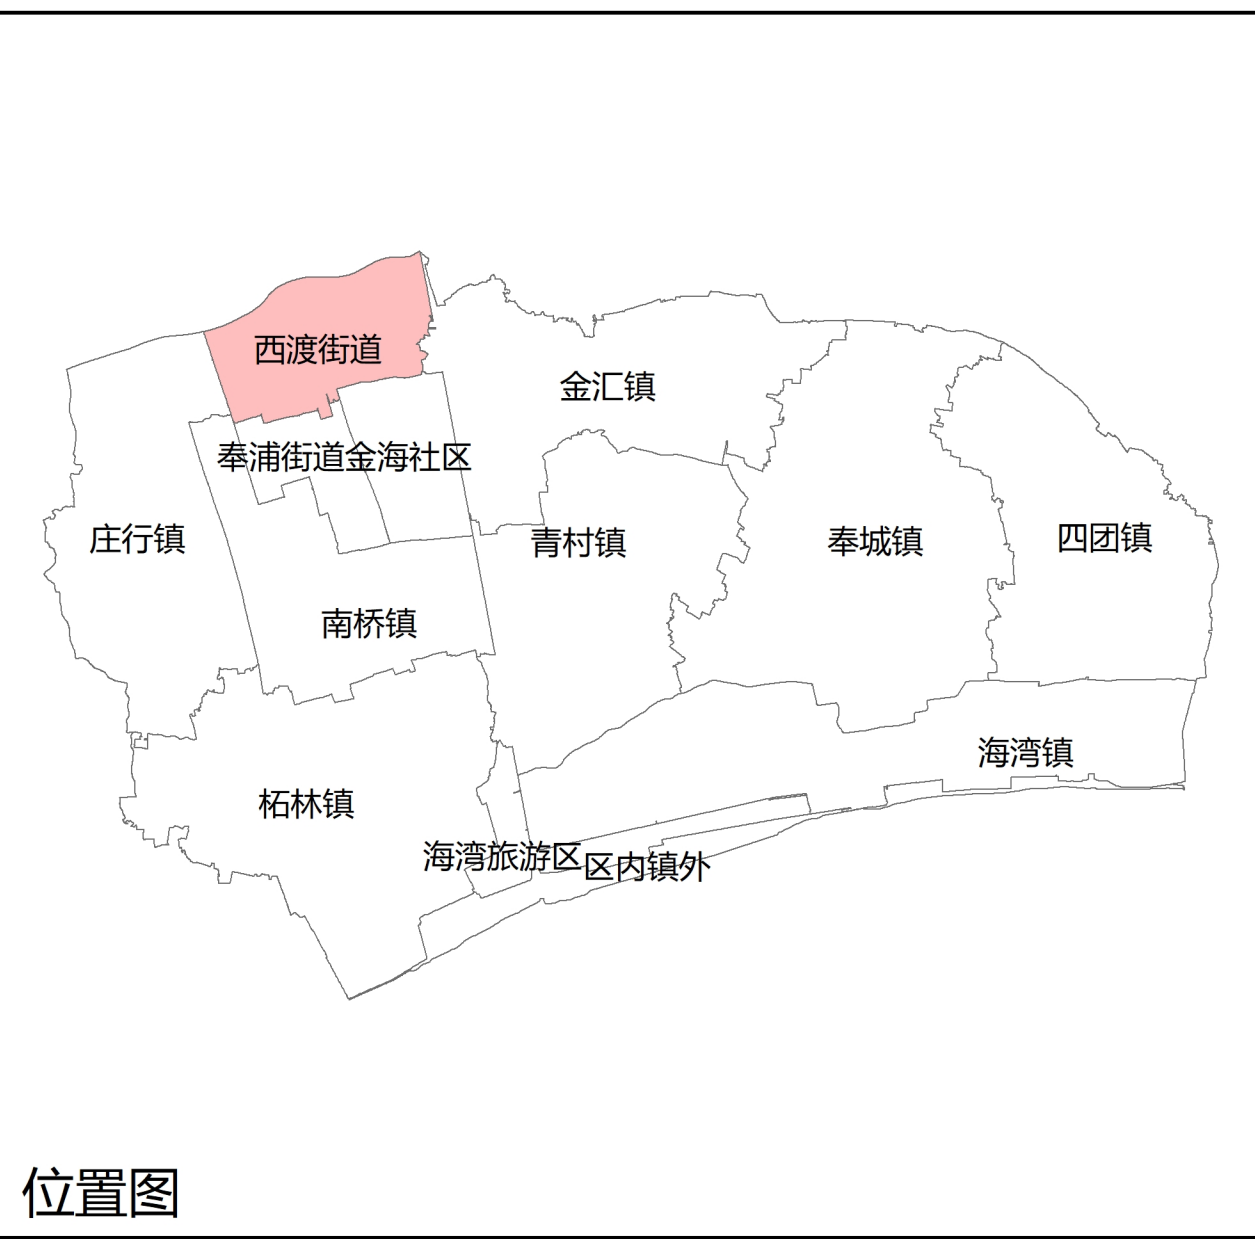 西渡街道
金汇镇
奉浦街道
金海社区
庄行镇
青村镇
奉城镇
四团镇
南桥镇
海湾镇
柘林镇
海湾旅游区
区内镇外
位置图